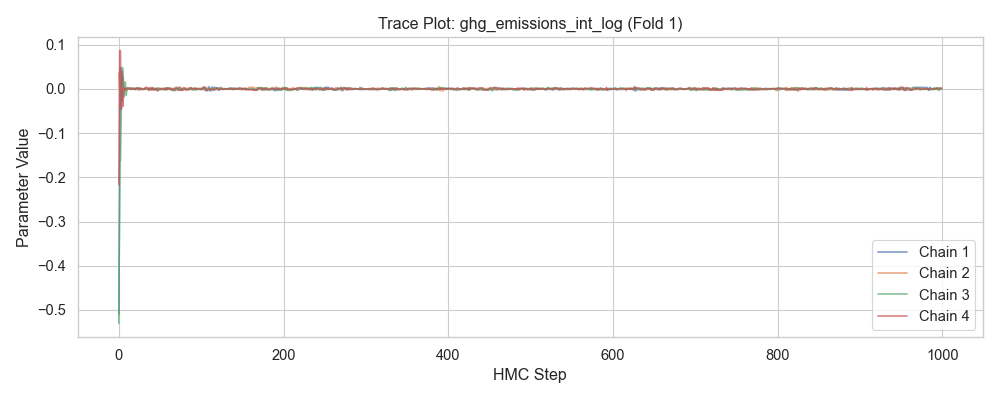 Trace Plot: ghg_emissions_int_log (Fold 1)
Parameter Value
0.1
0.0
−0.1
−0.2
−0.3
−0.4
−0.5
Chain 1
Chain 2
Chain 3
Chain 4
0 200 400 600 800 1000
HMC Step